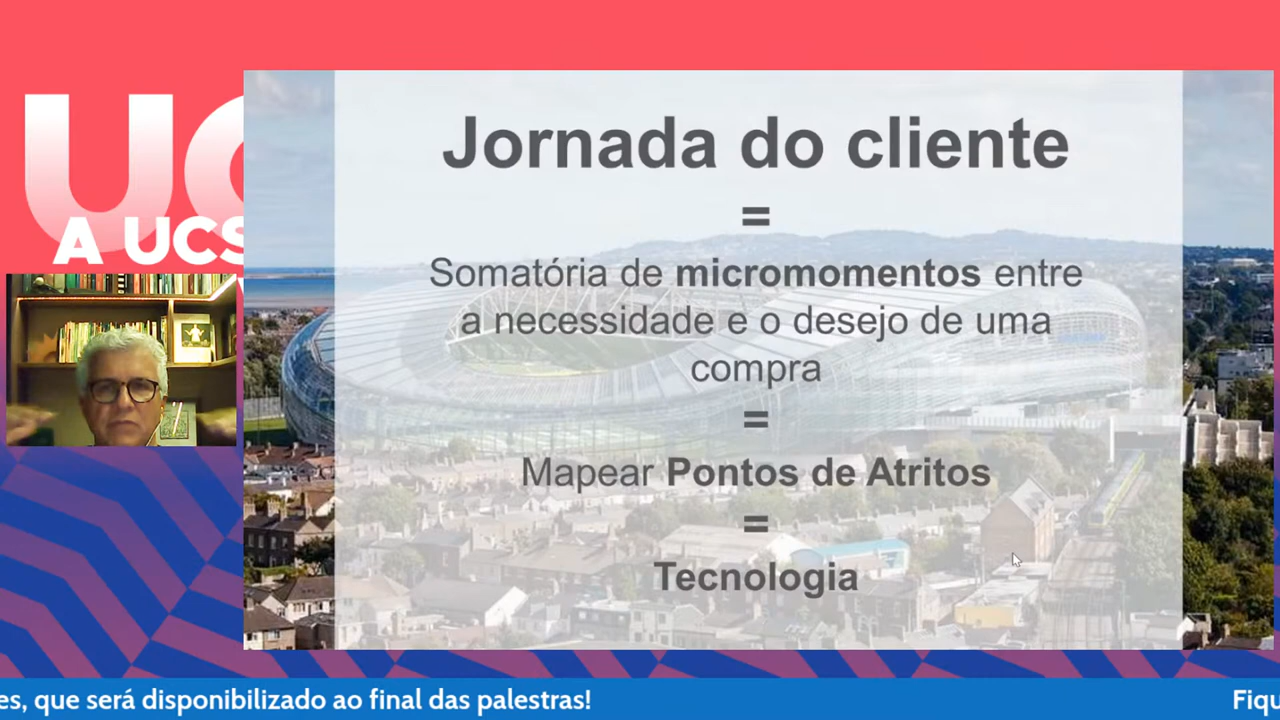 UC
A UCS
Jornada do cliente
=
Somatória de micromomentos entre
a necessidade e o desejo de uma
compra
=
Mapear Pontos de Atritos
=
Tecnologia
es, que será disponibilizado ao final das palestras!
Fiqu